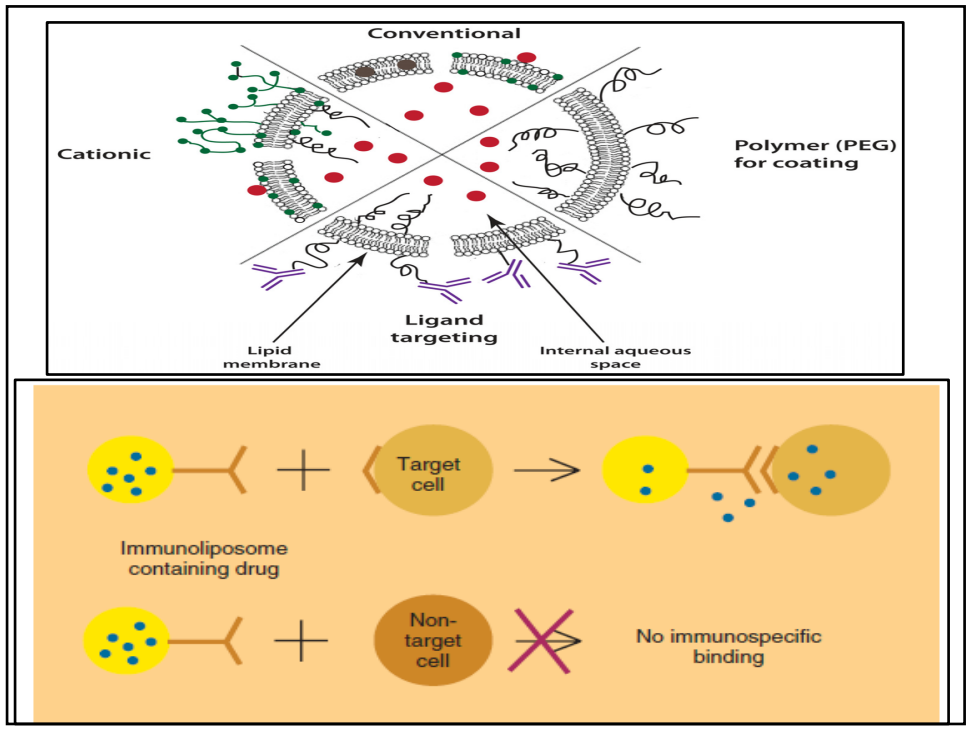 Conventional
Cationic
Polymer (PEG)
for coating
Ligand
targeting
Lipid
membrane
Internal aqueous
space
Target
cell
Immunoliposome
containing drug
Non-
target
cell
No immunospecific
binding